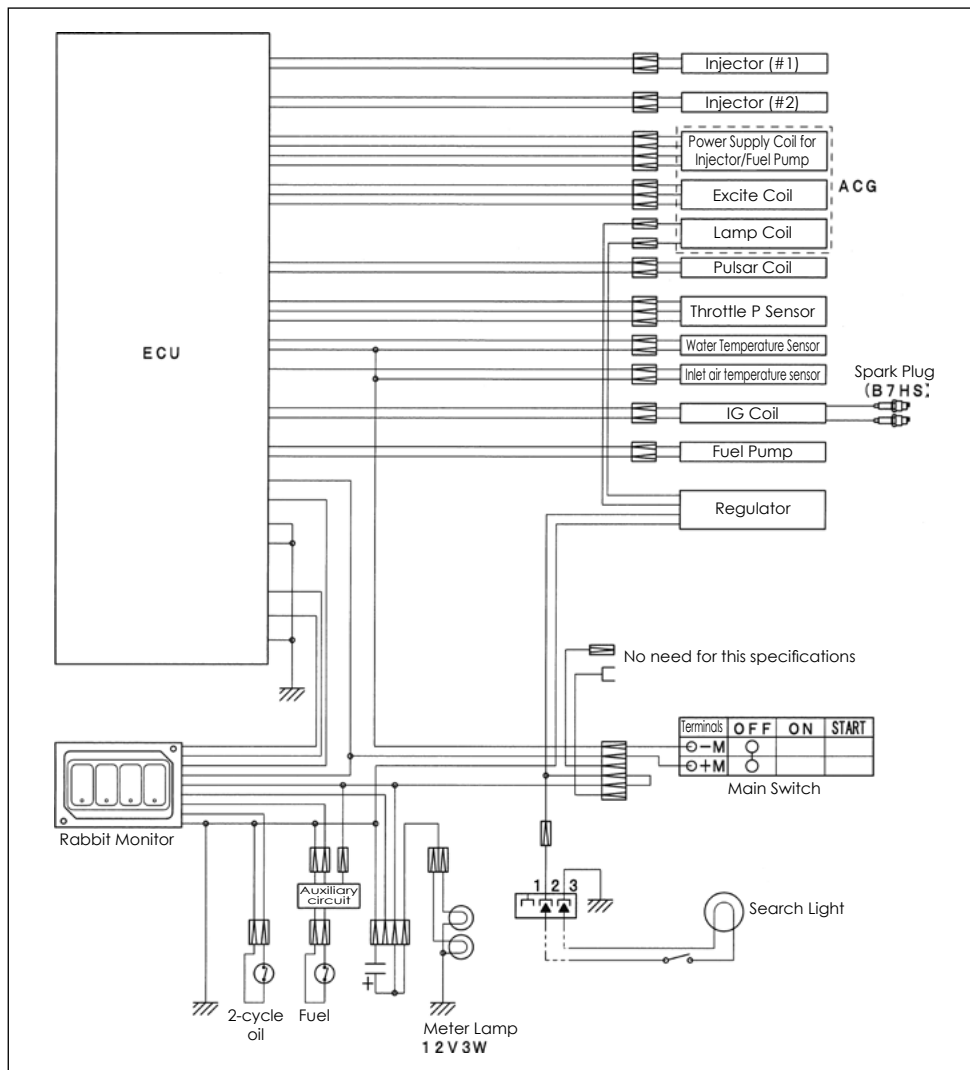 Injector (#1)
Injector (#2)
Power Supply Coil for
Injector/Fuel Pump
Excite Coil
ACG
Lamp Coil
Pulsar Coil
Throttle P Sensor
ECU
Water Temperature Sensor
Inlet air temperature sensor
Spark Plug
(B7HS)
IG Coil
Fuel Pump
Regulator
No need for this specifications
Terminals OFF ON START
-M
+M
Main Switch
Rabbit Monitor
Auxiliary
circuit
1 2 3
Search Light
2-cycle
oil
Fuel
+
Meter Lamp
12V3W